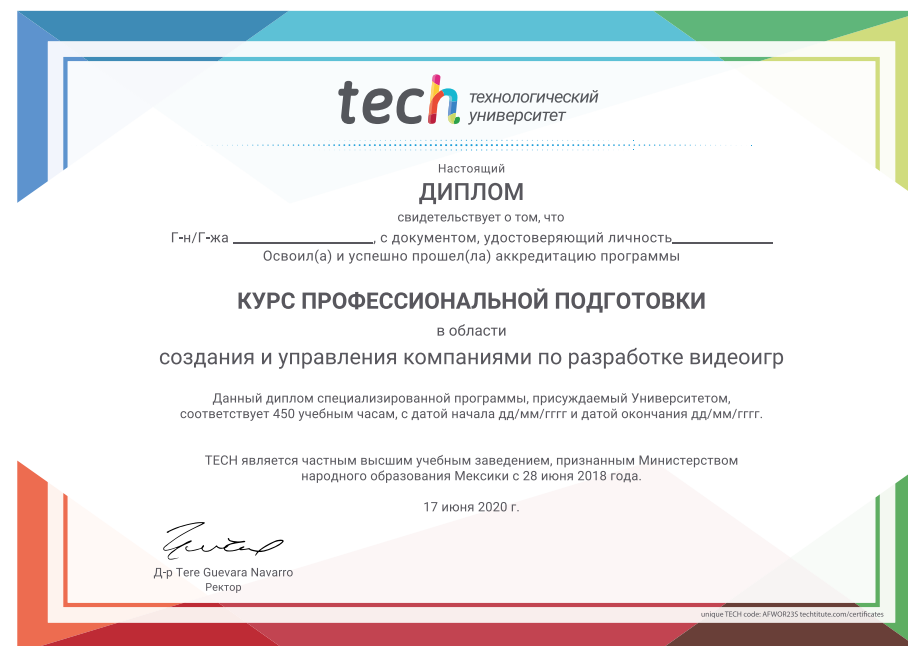 tech технологический
университет
Настоящий
ДИПЛОМ
свидетельствует о том, что
Г-н/Г-жа ____________________, с документом, удостоверяющий личность______________
Освоил(а) и успешно прошел(ла) аккредитацию программы
КУРС ПРОФЕССИОНАЛЬНОЙ ПОДГОТОВКИ
в области
создания и управления компаниями по разработке видеоигр
Данный диплом специализированной программы, присуждаемый Университетом,
соответствует 450 учебным часам, с датой начала дд/мм/гггг и датой окончания дд/мм/гггг.
TECH является частным высшим учебным заведением, признанным Министерством
народного образования Мексики с 28 июня 2018 года.
17 июня 2020 г.
Д-р Tere Guevara Navarro
Ректор
unique TECH code: AFWOR23S techtitute.com/certificates